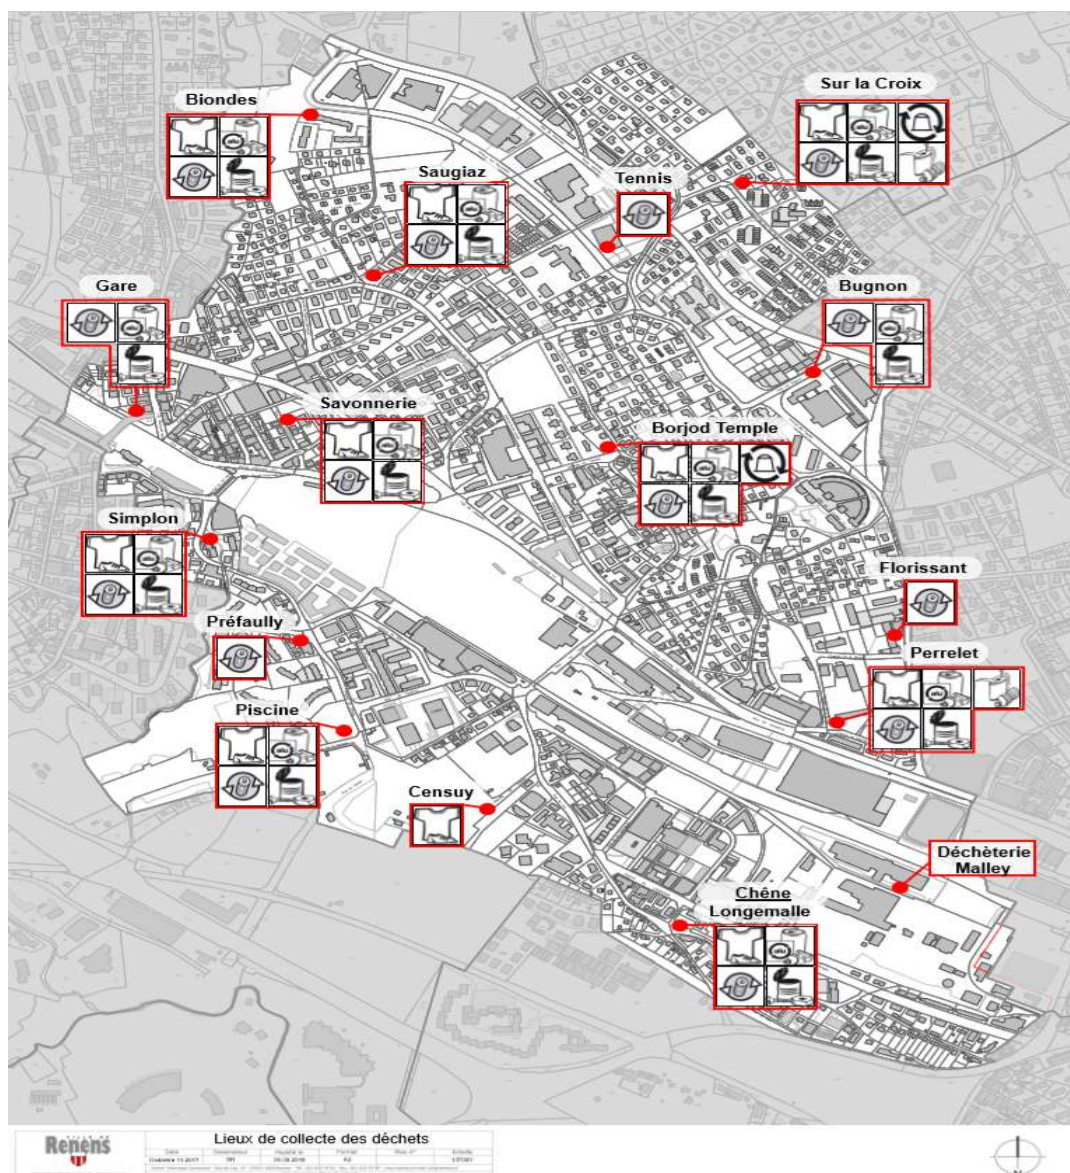 Sur la Croix
Biondes
Saugiaz
Tennis
Gare
Bugnon
Savonnerie
Borjod Temple
Simplon
Florissant
Préfaully
Perrelet
Piscine
Censuy
Déchèterie
Malley
Chêne
Longemalle
Renens
Lieux de collecte des déchets